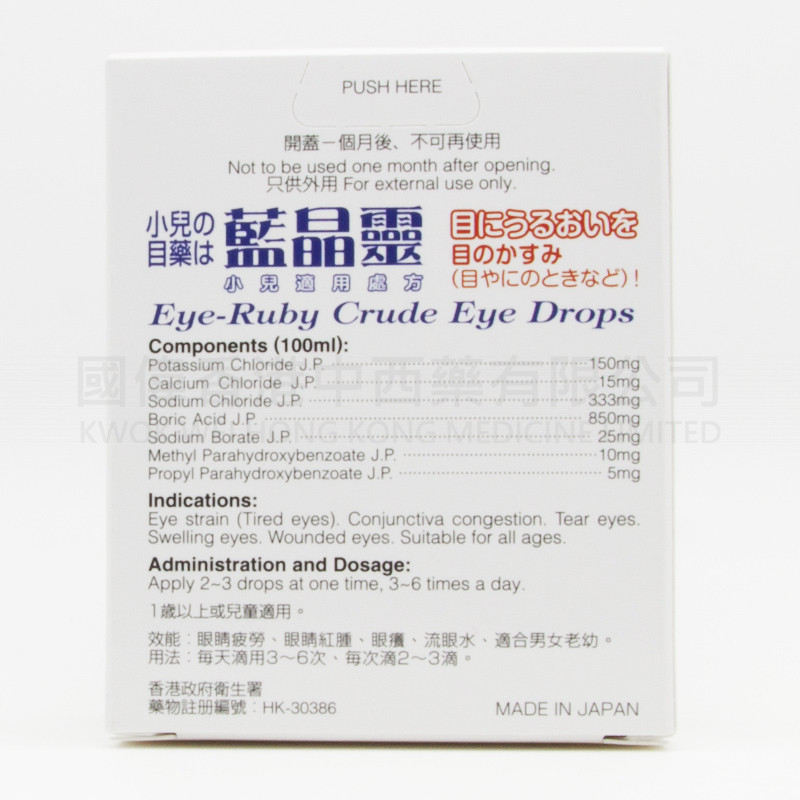 PUSH HERE
開蓋一個月後、不可再使用
Not to be used one month after opening.
只供外用 For external use only.
小兒の
目藥は
藍晶靈
小兒適用處方
目にうるおいを
目のかすみ
(目やにのときなど)!
Eye-Ruby Crude Eye Drops
Components (100ml):
Potassium Chloride J.P. 150mg
Calcium Chloride J.P. 15mg
Sodium Chloride J.P. 333mg
Boric Acid J.P. 850mg
Sodium Borate J.P. 25mg
Methyl Parahydroxybenzoate J.P. 10mg
Propyl Parahydroxybenzoate J.P. 5mg
Indications:
Eye strain (Tired eyes). Conjunctiva congestion. Tear eyes.
Swelling eyes. Wounded eyes. Suitable for all ages.
Administration and Dosage:
Apply 2~3 drops at one time, 3~6 times a day.
1歲以上或兒童適用。
效能：眼睛疲勞、眼睛紅腫、眼癢、流眼水、適合男女老幼。
用法：每天滴用3～6次、每次滴2～3滴。
香港政府衛生署
藥物註册編號：HK-30386
MADE IN JAPAN
中西藥有限公司
HONG KONG MEDICINE LIMITED